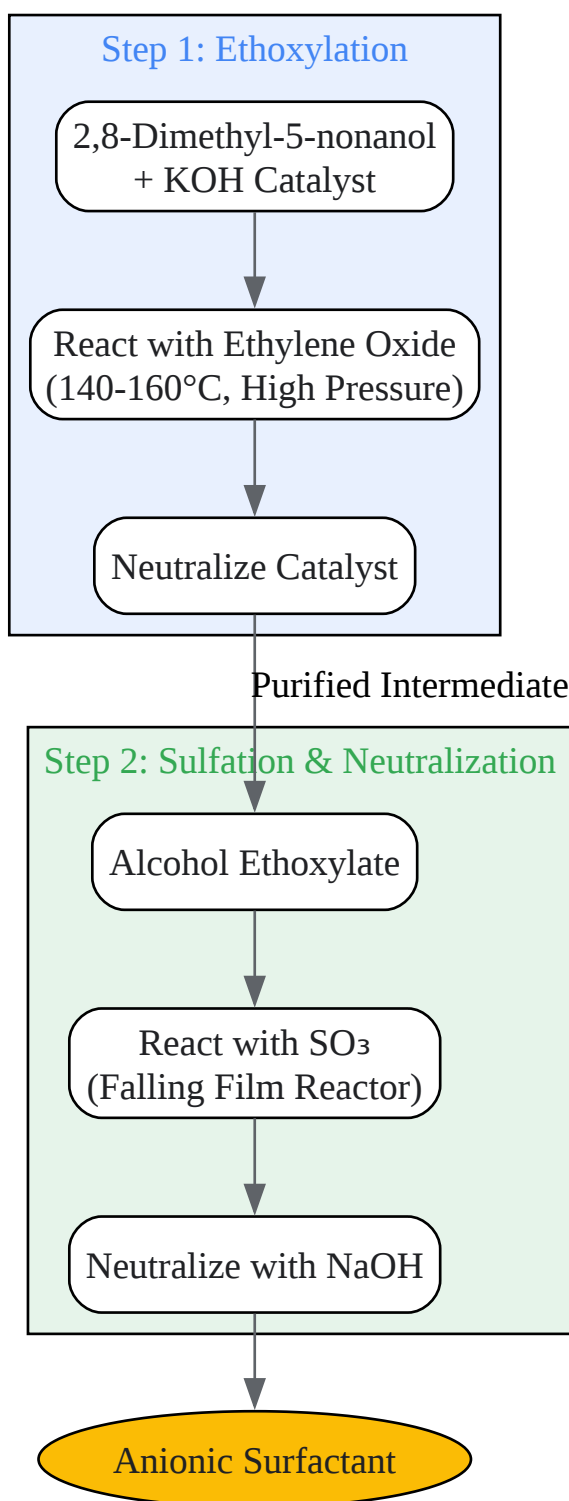 Step 1: Ethoxylation
2,8-Dimethyl-5-nonanol
+ KOH Catalyst
React with Ethylene Oxide
(140-160°C, High Pressure)
Neutralize Catalyst
Purified Intermediate
Step 2: Sulfation & Neutralization
Alcohol Ethoxylate
React with SO₃
(Falling Film Reactor)
Neutralize with NaOH
Anionic Surfactant